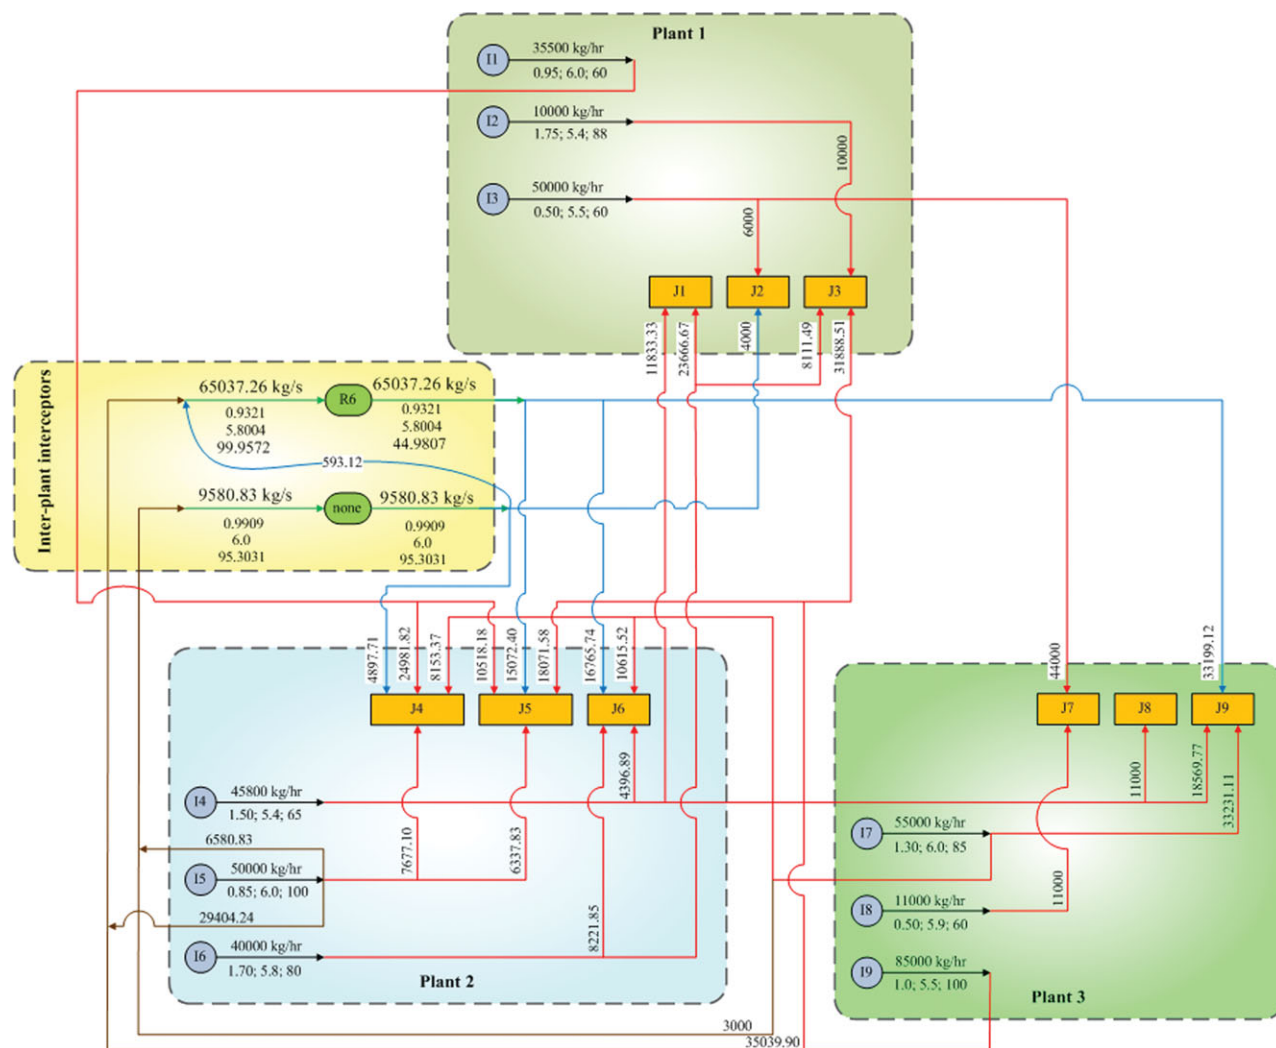 Plant 1
I1
35500 kg/hr
0.95; 6.0; 60
I2
10000 kg/hr
1.75; 5.4; 88
10000
I3
50000 kg/hr
0.50; 5.5; 60
6000
J1
J2
J3
11833.33
23666.67
4000
8111.49
31888.51
Inter-plant interceptors
65037.26 kg/s
R6
65037.26 kg/s
0.9321
5.8004
99.9572
0.9321
5.8004
44.9807
593.12
9580.83 kg/s
none
9580.83 kg/s
0.9909
6.0
95.3031
0.9909
6.0
95.3031
4897.71
24981.82
8153.37
10518.18
15072.40
18071.58
16765.74
10615.52
44000
33199.12
J4
J5
J6
J7
J8
J9
I4
45800 kg/hr
1.50; 5.4; 65
4396.89
11000
18569.77
33231.11
6580.83
I5
50000 kg/hr
0.85; 6.0; 100
7677.10
6337.83
29404.24
I6
40000 kg/hr
1.70; 5.8; 80
8221.85
Plant 2
I7
55000 kg/hr
1.30; 6.0; 85
I8
11000 kg/hr
0.50; 5.9; 60
11000
I9
85000 kg/hr
1.0; 5.5; 100
Plant 3
3000
35039.90